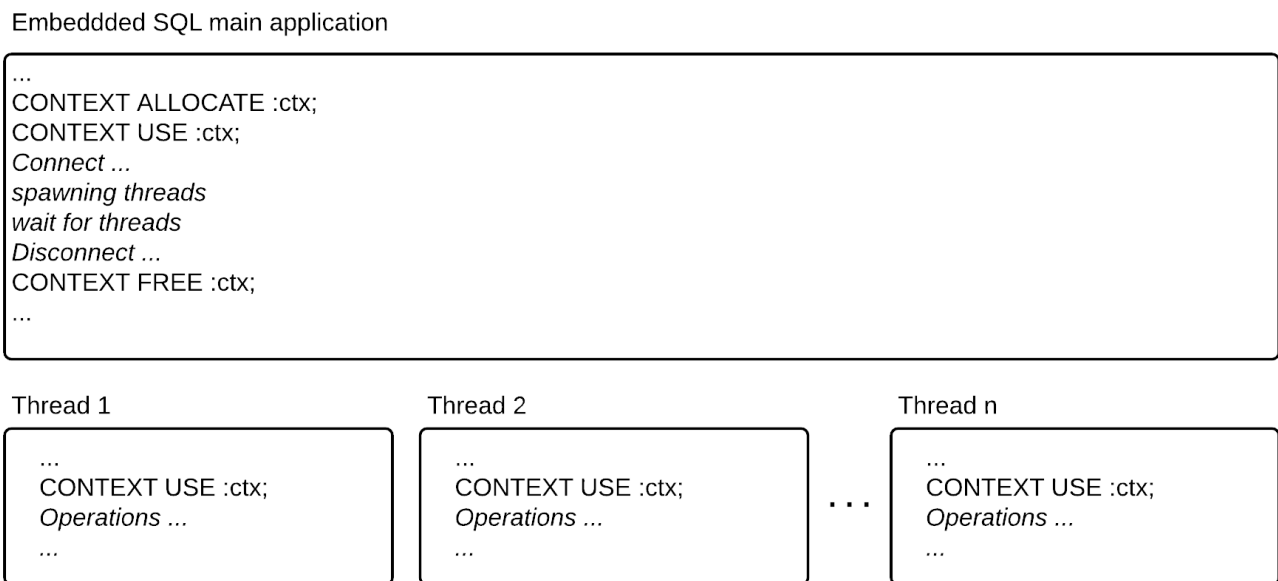 Embeddded SQL main application
...
CONTEXT ALLOCATE :ctx;
CONTEXT USE :ctx;
Connect ...
spawning threads
wait for threads
Disconnect ...
CONTEXT FREE :ctx;
...
Thread 1
...
CONTEXT USE :ctx;
Operations ...
...
Thread 2
...
CONTEXT USE :ctx;
Operations ...
...
...
Thread n
...
CONTEXT USE :ctx;
Operations ...
...